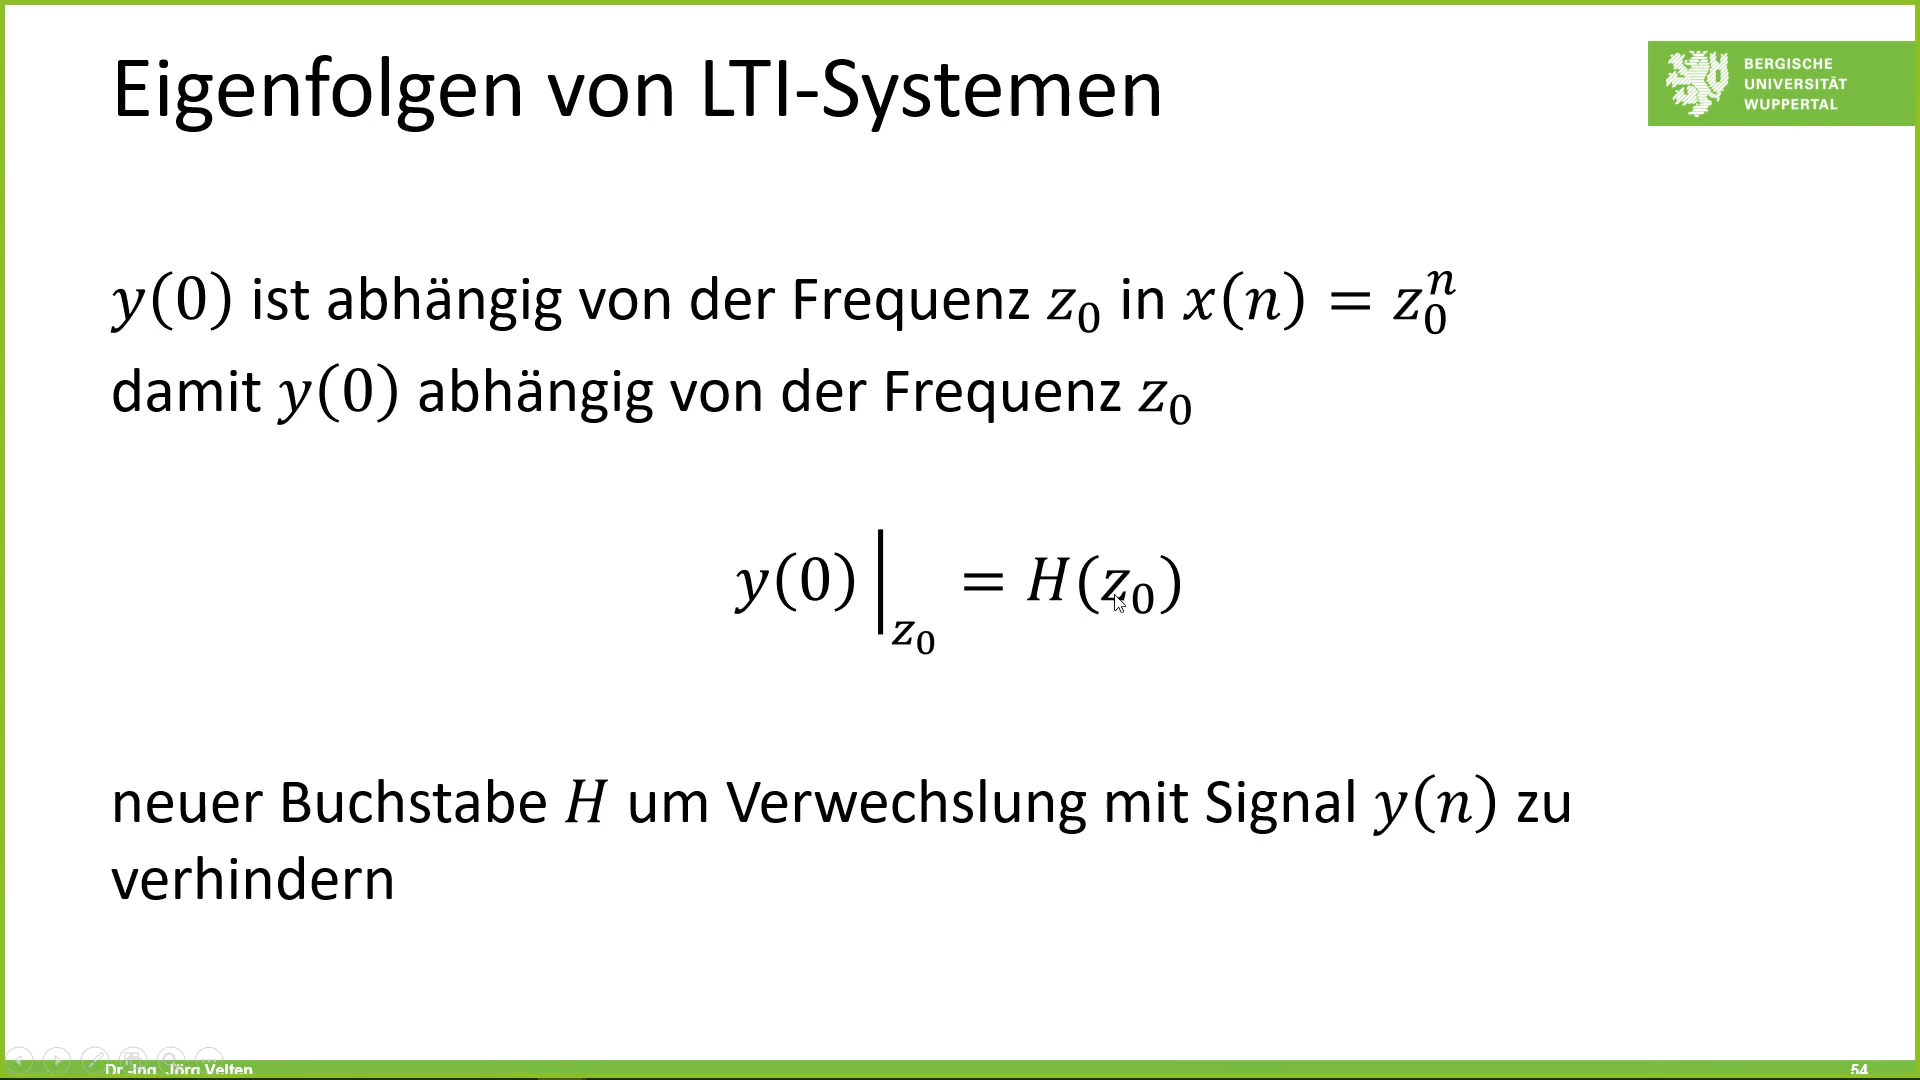 Eigenfolgen von LTI-Systemen
BERGISCHE
UNIVERSITÄT
WUPPERTAL
y(0) ist abhängig von der Frequenz z₀ in x(n) = z₀ⁿ
damit y(0) abhängig von der Frequenz z₀
y(0)|_z₀ = H(z₀)
neuer Buchstabe H um Verwechslung mit Signal y(n) zu
verhindern
Dr.-Ing. Jörg Velten
54